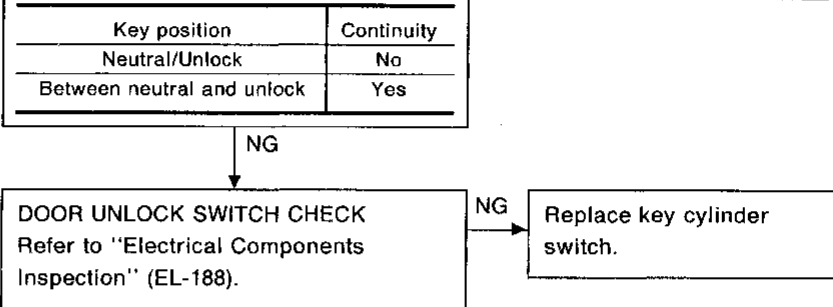 Key position Continuity
Neutral/Unlock No
Between neutral and unlock Yes
NG
DOOR UNLOCK SWITCH CHECK
Refer to "Electrical Components
Inspection" (EL-188).
NG
Replace key cylinder
switch.